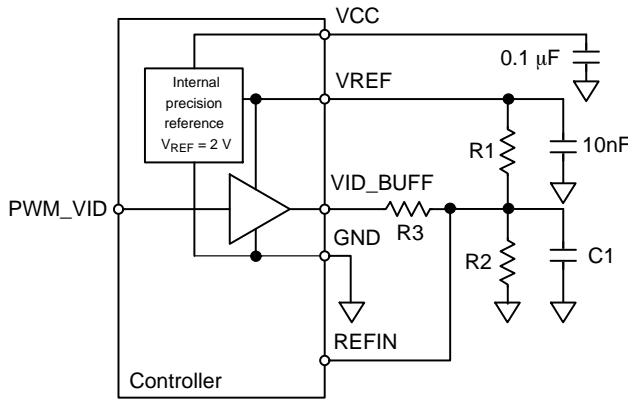 VCC
0.1 μF
Internal
precision
reference
VREF = 2 V
VREF
R1
10nF
PWM_VID
VID_BUFF
R3
GND
R2
C1
REFIN
Controller